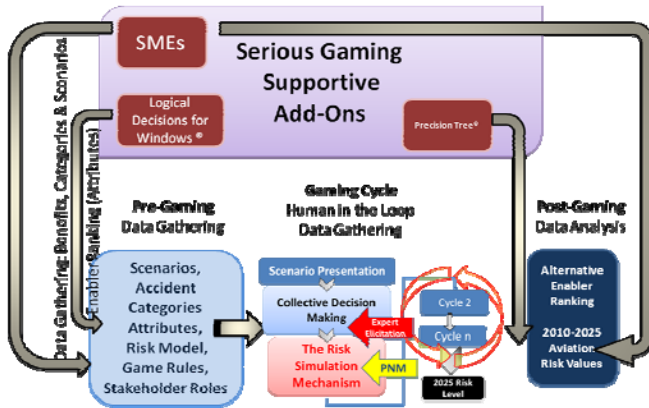 SMEs
Serious Gaming
Supportive
Add-Ons
Logical
Decisions for
Windows ®
Precision Tree®
Data Gathering: Benefits, Categories & Scenarios
Enabler Ranking (Attributes)
Pre-Gaming
Data Gathering
Gaming Cycle
Human in the Loop
Data Gathering
Post-Gaming
Data Analysis
Scenarios,
Accident
Categories
Attributes,
Risk Model,
Game Rules,
Stakeholder Roles
Scenario Presentation
Collective Decision
Making
Expert
Elicitation
The Risk
Simulation
Mechanism
PNM
Cycle 2
Cycle n
2025 Risk
Level
Alternative
Enabler
Ranking
2010-2025
Aviation
Risk Values